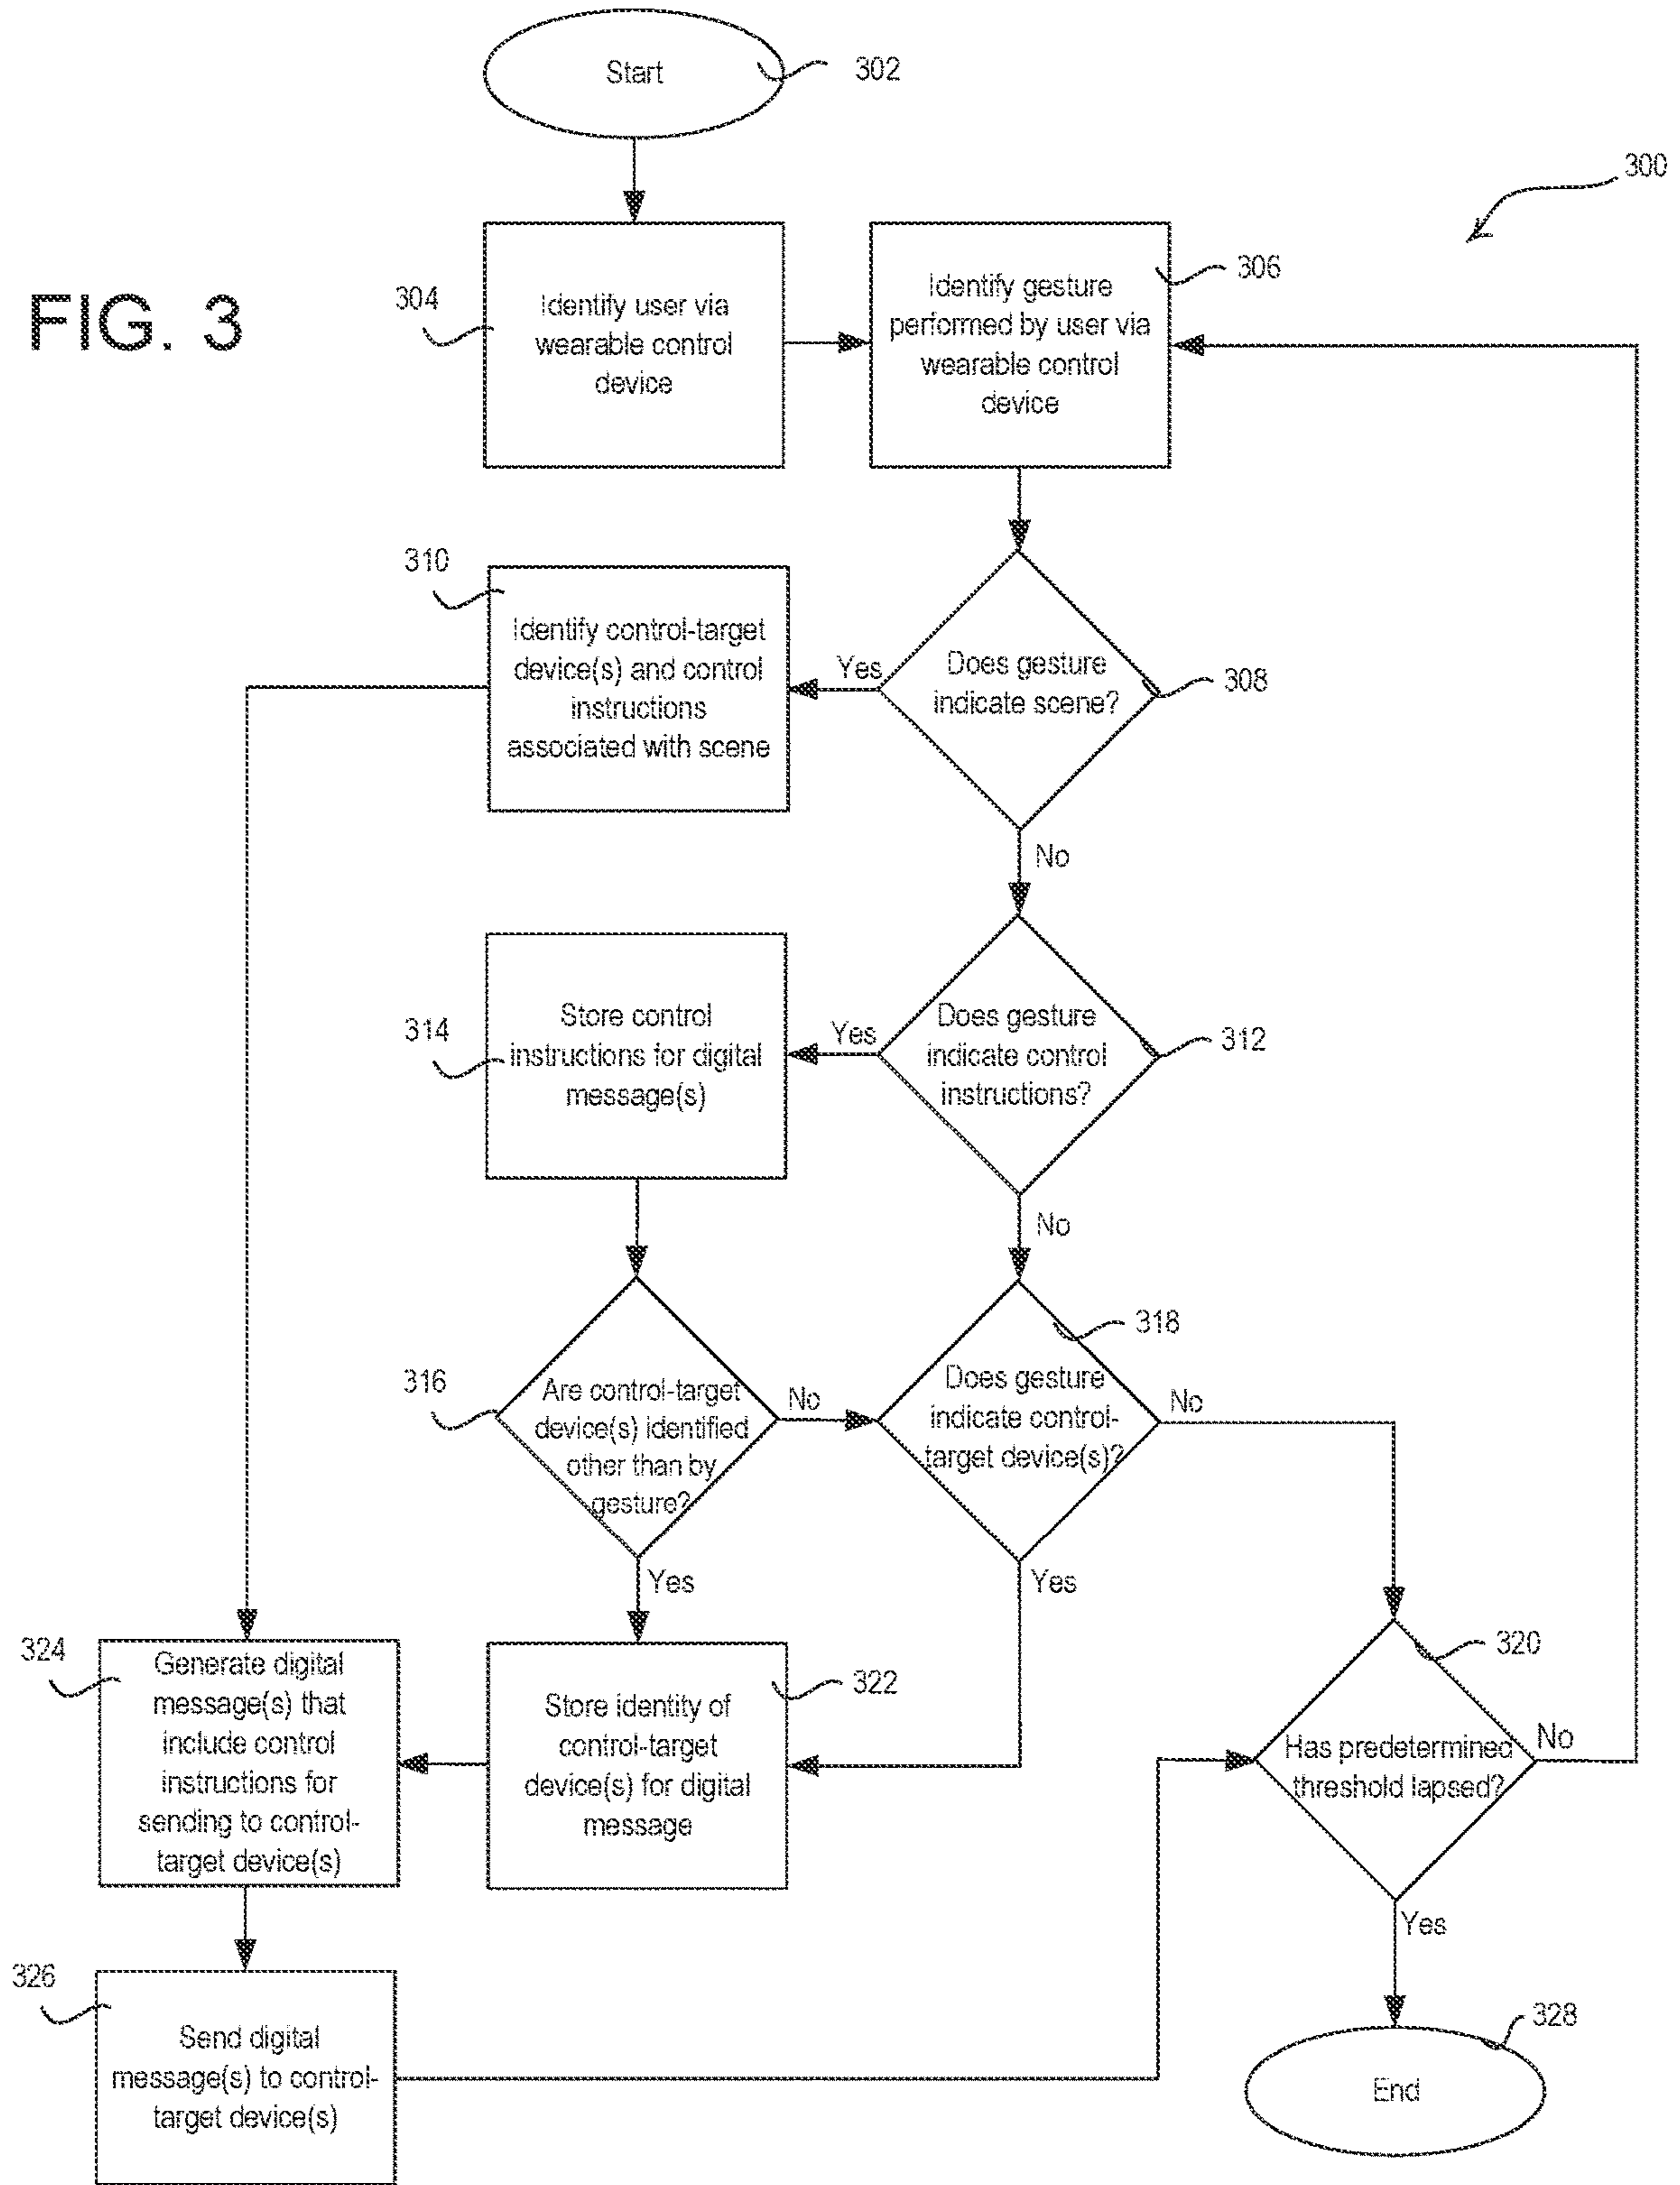 Start
302
300
FIG. 3
304
Identify user via
wearable control
device
306
Identify gesture
performed by user via
wearable control
device
310
Identify control-target
device(s) and control
instructions
associated with scene
Yes
Does gesture
indicate scene?
308
No
314
Store control
instructions for digital
message(s)
Yes
Does gesture
indicate control
instructions?
312
No
316
Are control-target
device(s) identified
other than by
gesture?
No
318
Does gesture
indicate control-
target device(s)?
No
Yes
Yes
324
Generate digital
message(s) that
include control
instructions for
sending to control-
target device(s)
322
Store identity of
control-target
device(s) for digital
message
320
Has predetermined
threshold lapsed?
No
Yes
326
Send digital
message(s) to control-
target device(s)
328
End